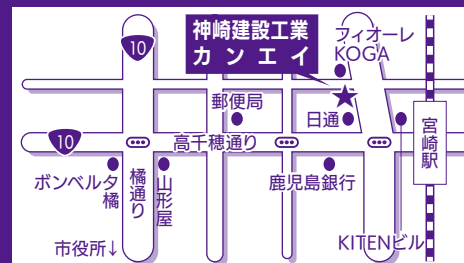 10
神崎建設工業
カンエイ
フィオーレ
KOGA
郵便局
日通
10
高千穂通り
宮崎駅
ボンベルタ
橘
橘通り
山形屋
鹿児島銀行
市役所↓
KITENビル